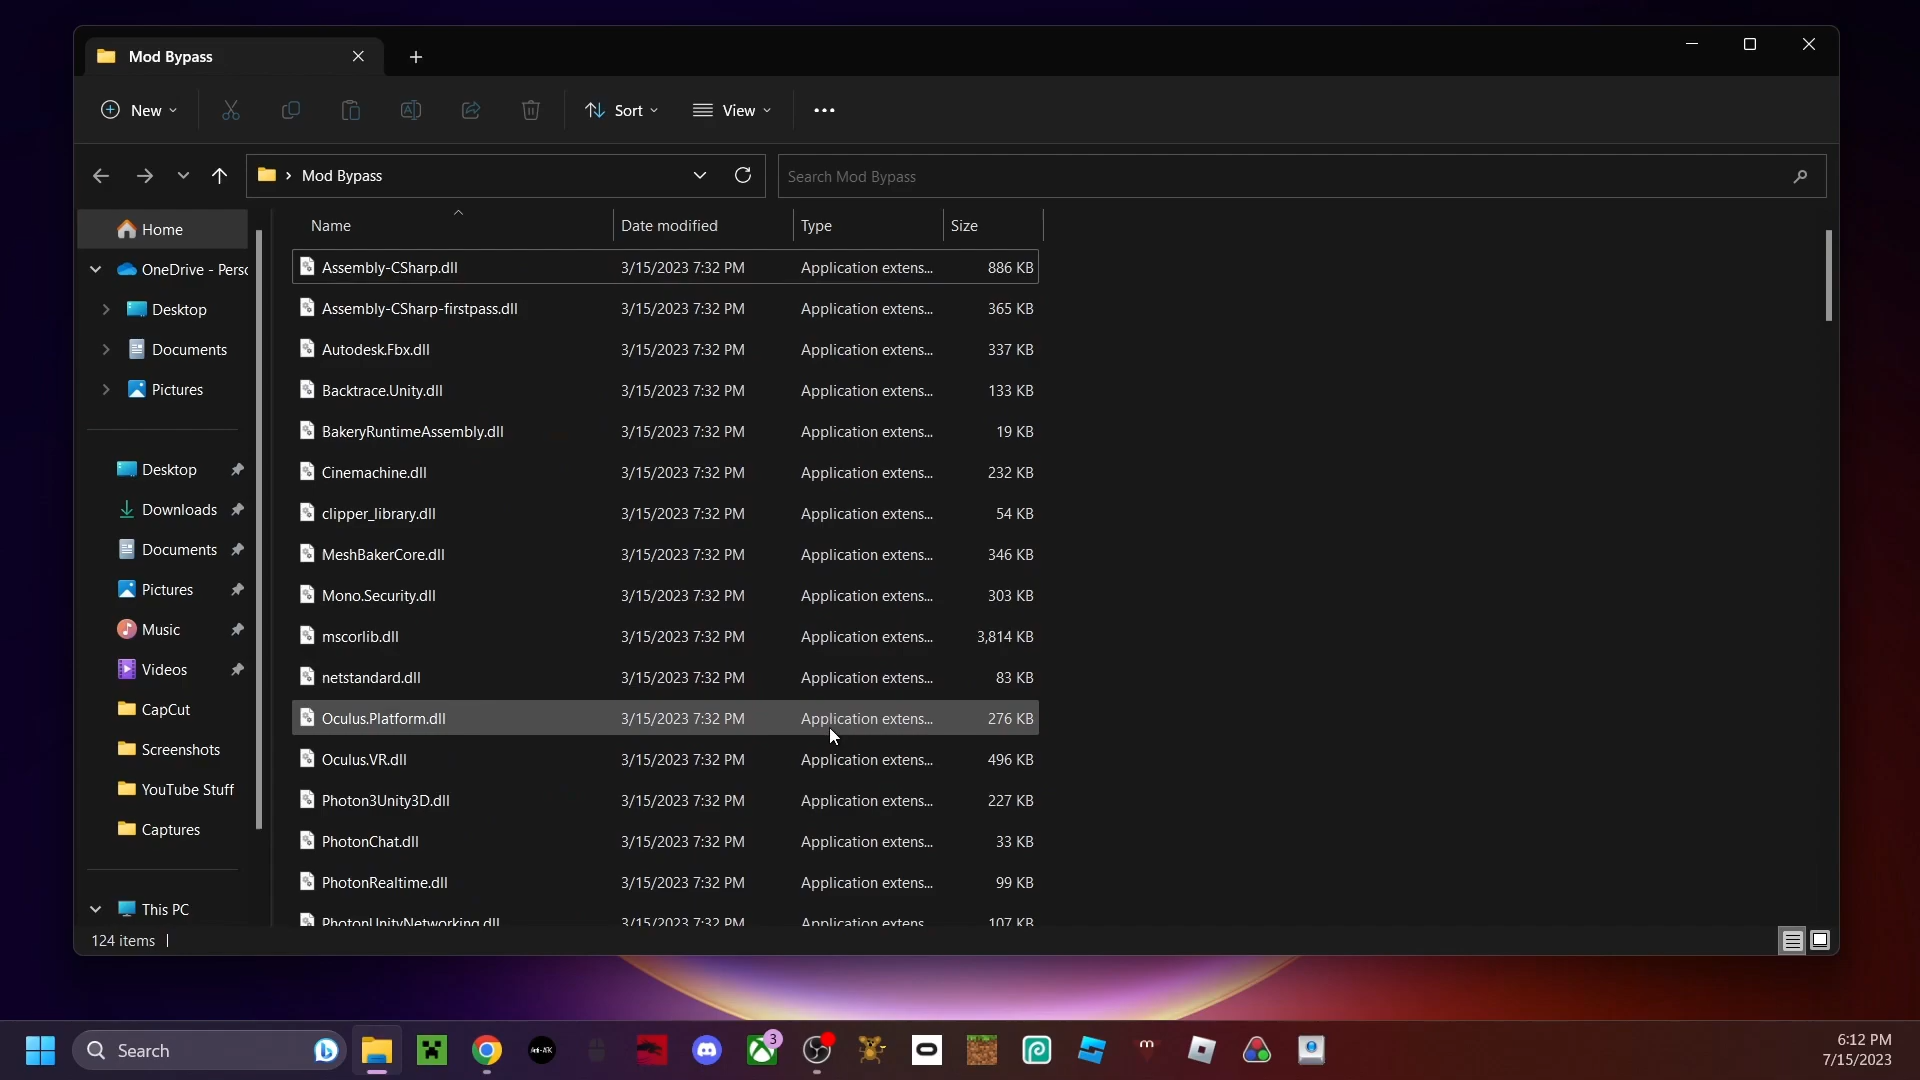 Mod Bypass
New
Sort
View
Mod Bypass
Search Mod Bypass
Home
OneDrive - Persc
Desktop
Documents
Pictures
Desktop
Downloads
Documents
Pictures
Music
Videos
CapCut
Screenshots
YouTube Stuff
Captures
This PC
Name Date modified Type Size
Assembly-CSharp.dll 3/15/2023 7:32 PM Application extens... 886 KB
Assembly-CSharp-firstpass.dll 3/15/2023 7:32 PM Application extens... 365 KB
Autodesk.Fbx.dll 3/15/2023 7:32 PM Application extens... 337 KB
Backtrace.Unity.dll 3/15/2023 7:32 PM Application extens... 133 KB
BakeryRuntimeAssembly.dll 3/15/2023 7:32 PM Application extens... 19 KB
Cinemachine.dll 3/15/2023 7:32 PM Application extens... 232 KB
clipper_library.dll 3/15/2023 7:32 PM Application extens... 54 KB
MeshBakerCore.dll 3/15/2023 7:32 PM Application extens... 346 KB
Mono.Security.dll 3/15/2023 7:32 PM Application extens... 303 KB
mscorlib.dll 3/15/2023 7:32 PM Application extens... 3,814 KB
netstandard.dll 3/15/2023 7:32 PM Application extens... 83 KB
Oculus.Platform.dll 3/15/2023 7:32 PM Application extens... 276 KB
Oculus.VR.dll 3/15/2023 7:32 PM Application extens... 496 KB
Photon3Unity3D.dll 3/15/2023 7:32 PM Application extens... 227 KB
PhotonChat.dll 3/15/2023 7:32 PM Application extens... 33 KB
PhotonRealtime.dll 3/15/2023 7:32 PM Application extens... 99 KB
PhotonUnityNetworking.dll 3/15/2023 7:32 PM Application extens... 107 KB
124 items
Search
3
6:12 PM
7/15/2023